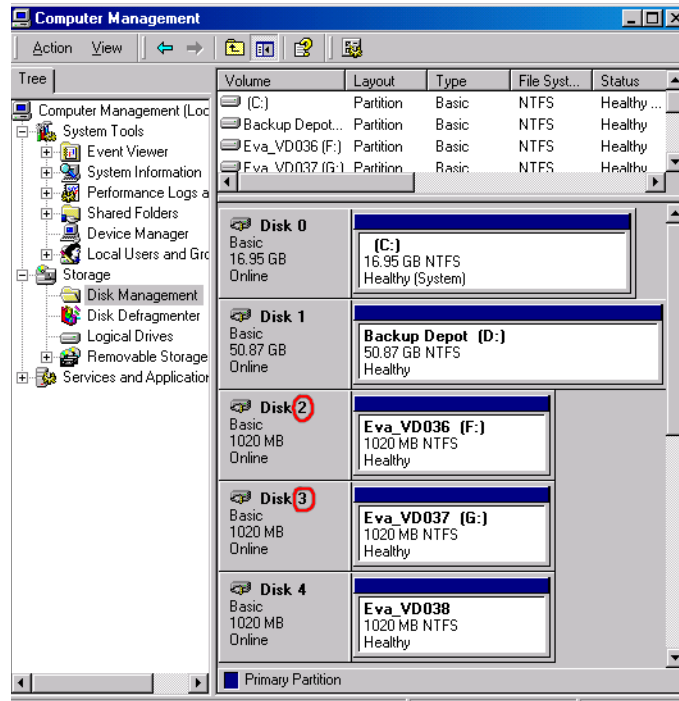 Computer Management
Action View
Tree
Computer Management (Loc
System Tools
Event Viewer
System Information
Performance Logs a
Shared Folders
Device Manager
Local Users and Gro
Storage
Disk Management
Disk Defragmenter
Logical Drives
Removable Storage
Services and Application
Volume Layout Type File Syst... Status
(C:) Partition Basic NTFS Healthy ...
Backup Depot... Partition Basic NTFS Healthy
Eva_VD036 (F:) Partition Basic NTFS Healthy
Eva_VD037 (G:) Partition Basic NTFS Healthy
Disk 0
Basic
16.95 GB
Online
(C:)
16.95 GB NTFS
Healthy (System)
Disk 1
Basic
50.87 GB
Online
Backup Depot (D:)
50.87 GB NTFS
Healthy
Disk 2
Basic
1020 MB
Online
Eva_VD036 (F:)
1020 MB NTFS
Healthy
Disk 3
Basic
1020 MB
Online
Eva_VD037 (G:)
1020 MB NTFS
Healthy
Disk 4
Basic
1020 MB
Online
Eva_VD038
1020 MB NTFS
Healthy
Primary Partition